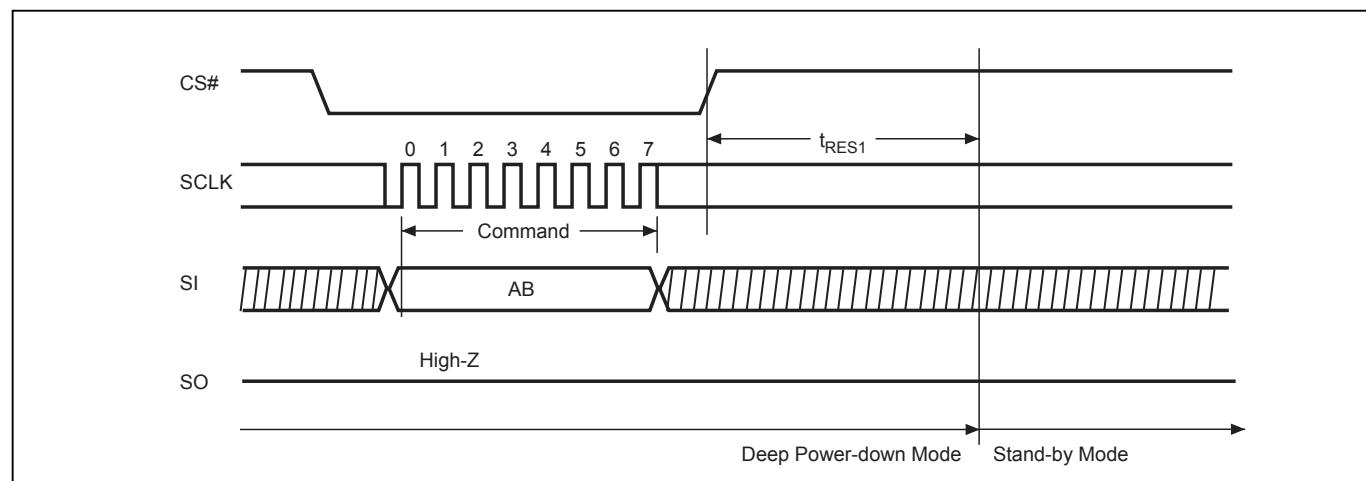 CS#
t_RES1
0 1 2 3 4 5 6 7
SCLK
Command
SI
AB
High-Z
SO
Deep Power-down Mode
Stand-by Mode